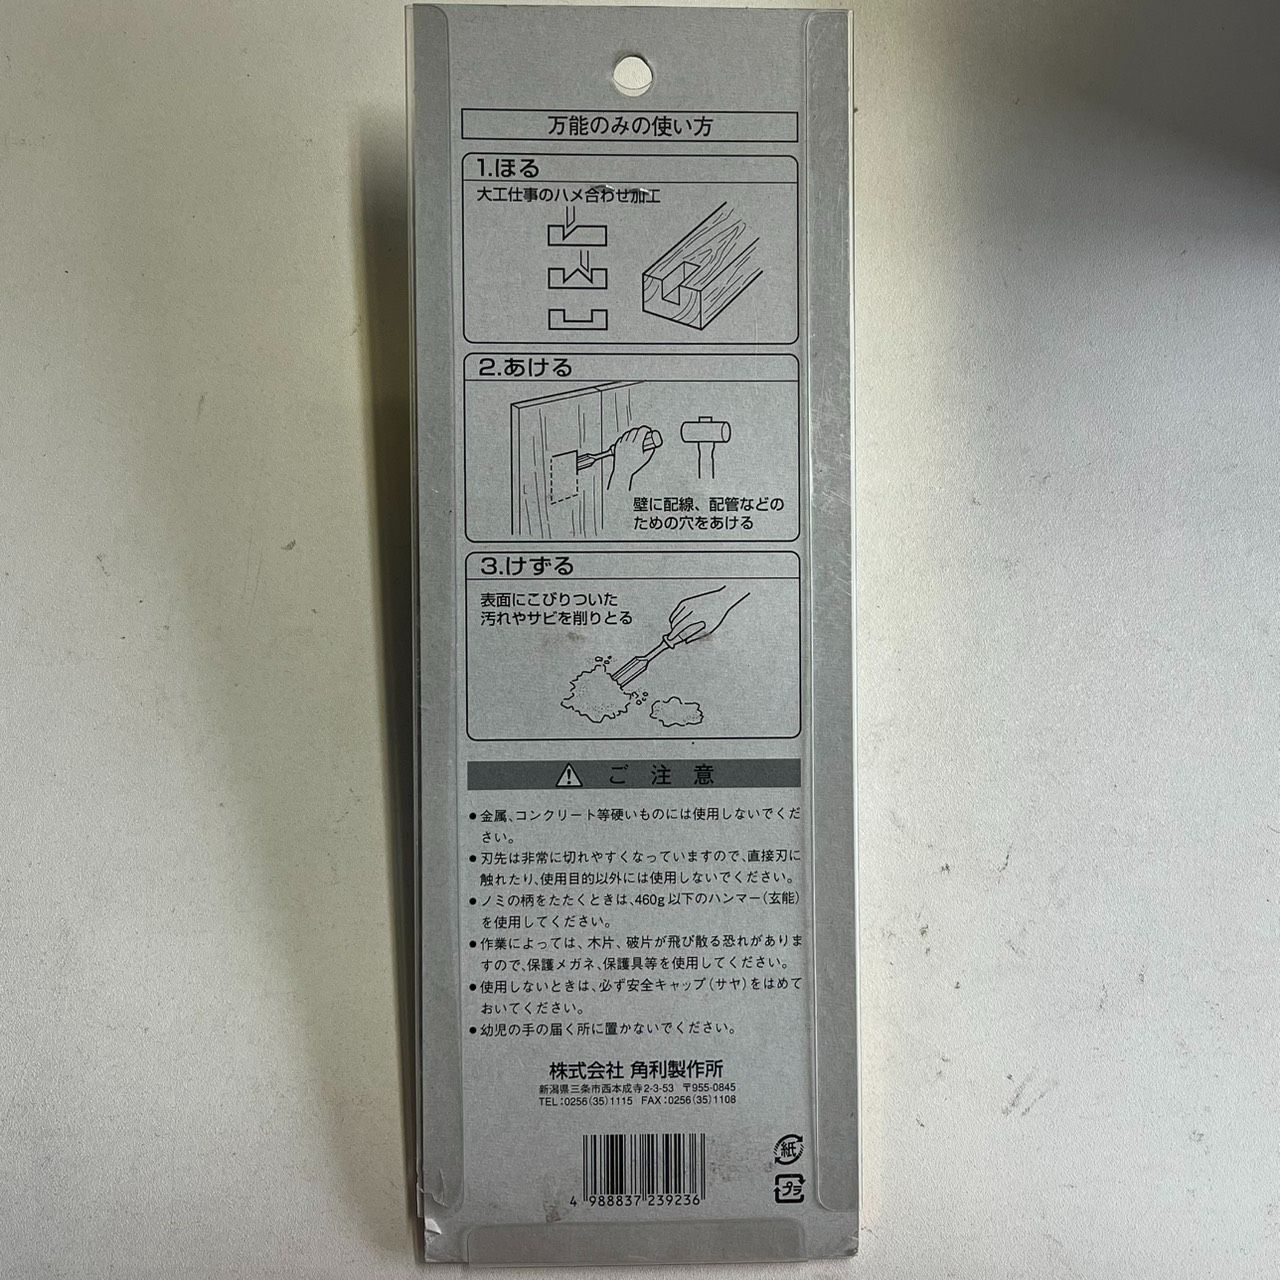 万能のみの使い方
1.ほる
大工仕事のハメ合わせ加工
2.あける
壁に配線、配管などの
ための穴をあける
3.けずる
表面にこびりついた
汚れやサビを削りとる
ご注意
●金属、コンクリート等硬いものには使用しないでくだ
さい。
●刃先は非常に切れやすくなっていますので、直接刃に
触れたり、使用目的以外には使用しないでください。
●ノミの柄をたたくときは、460g以下のハンマー(玄能)
を使用してください。
●作業によっては、木片、破片が飛び散る恐れがありま
すので、保護メガネ、保護具等を使用してください。
●使用しないときは、必ず安全キャップ(サヤ)をはめて
おいてください。
●幼児の手の届く所に置かないでください。
株式会社 角利製作所
新潟県三条市西本成寺2-3-53 〒955-0845
TEL:0256(35)1115 FAX:0256(35)1108
紙
プラ
4 988837 239236